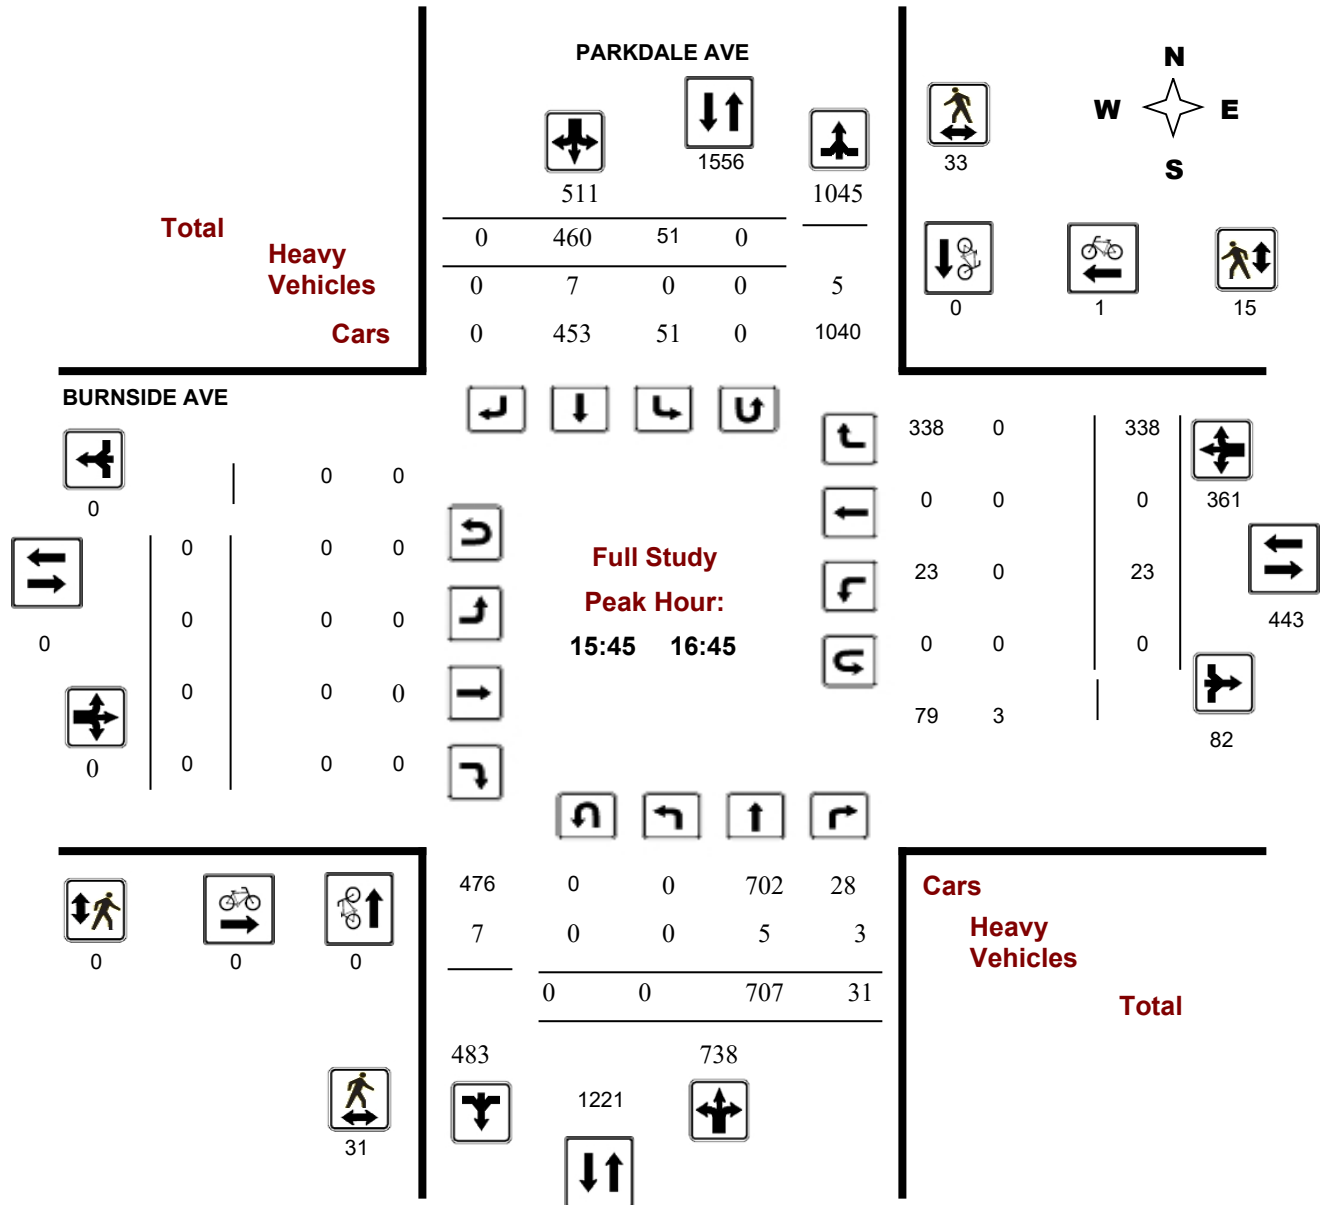 PARKDALE AVE
N
W E
S
1556
33
511
1045
Total
0 460 51 0
Heavy
Vehicles
0 7 0 0 5
Cars
0 453 51 0 1040
0 1 15
BURNSIDE AVE
338 0 338
0 0
0
0 0 0
361
0 0 0
Full Study
23 0 23
0 0 0
Peak Hour:
443
0
15:45 16:45
0 0 0
0 0 0
79 3
82
0
0 0 0
476 0 0 702 28
Cars
7 0 0 5 3
Heavy
Vehicles
0 0 0
0 0 707 31
Total
483 738
1221
31